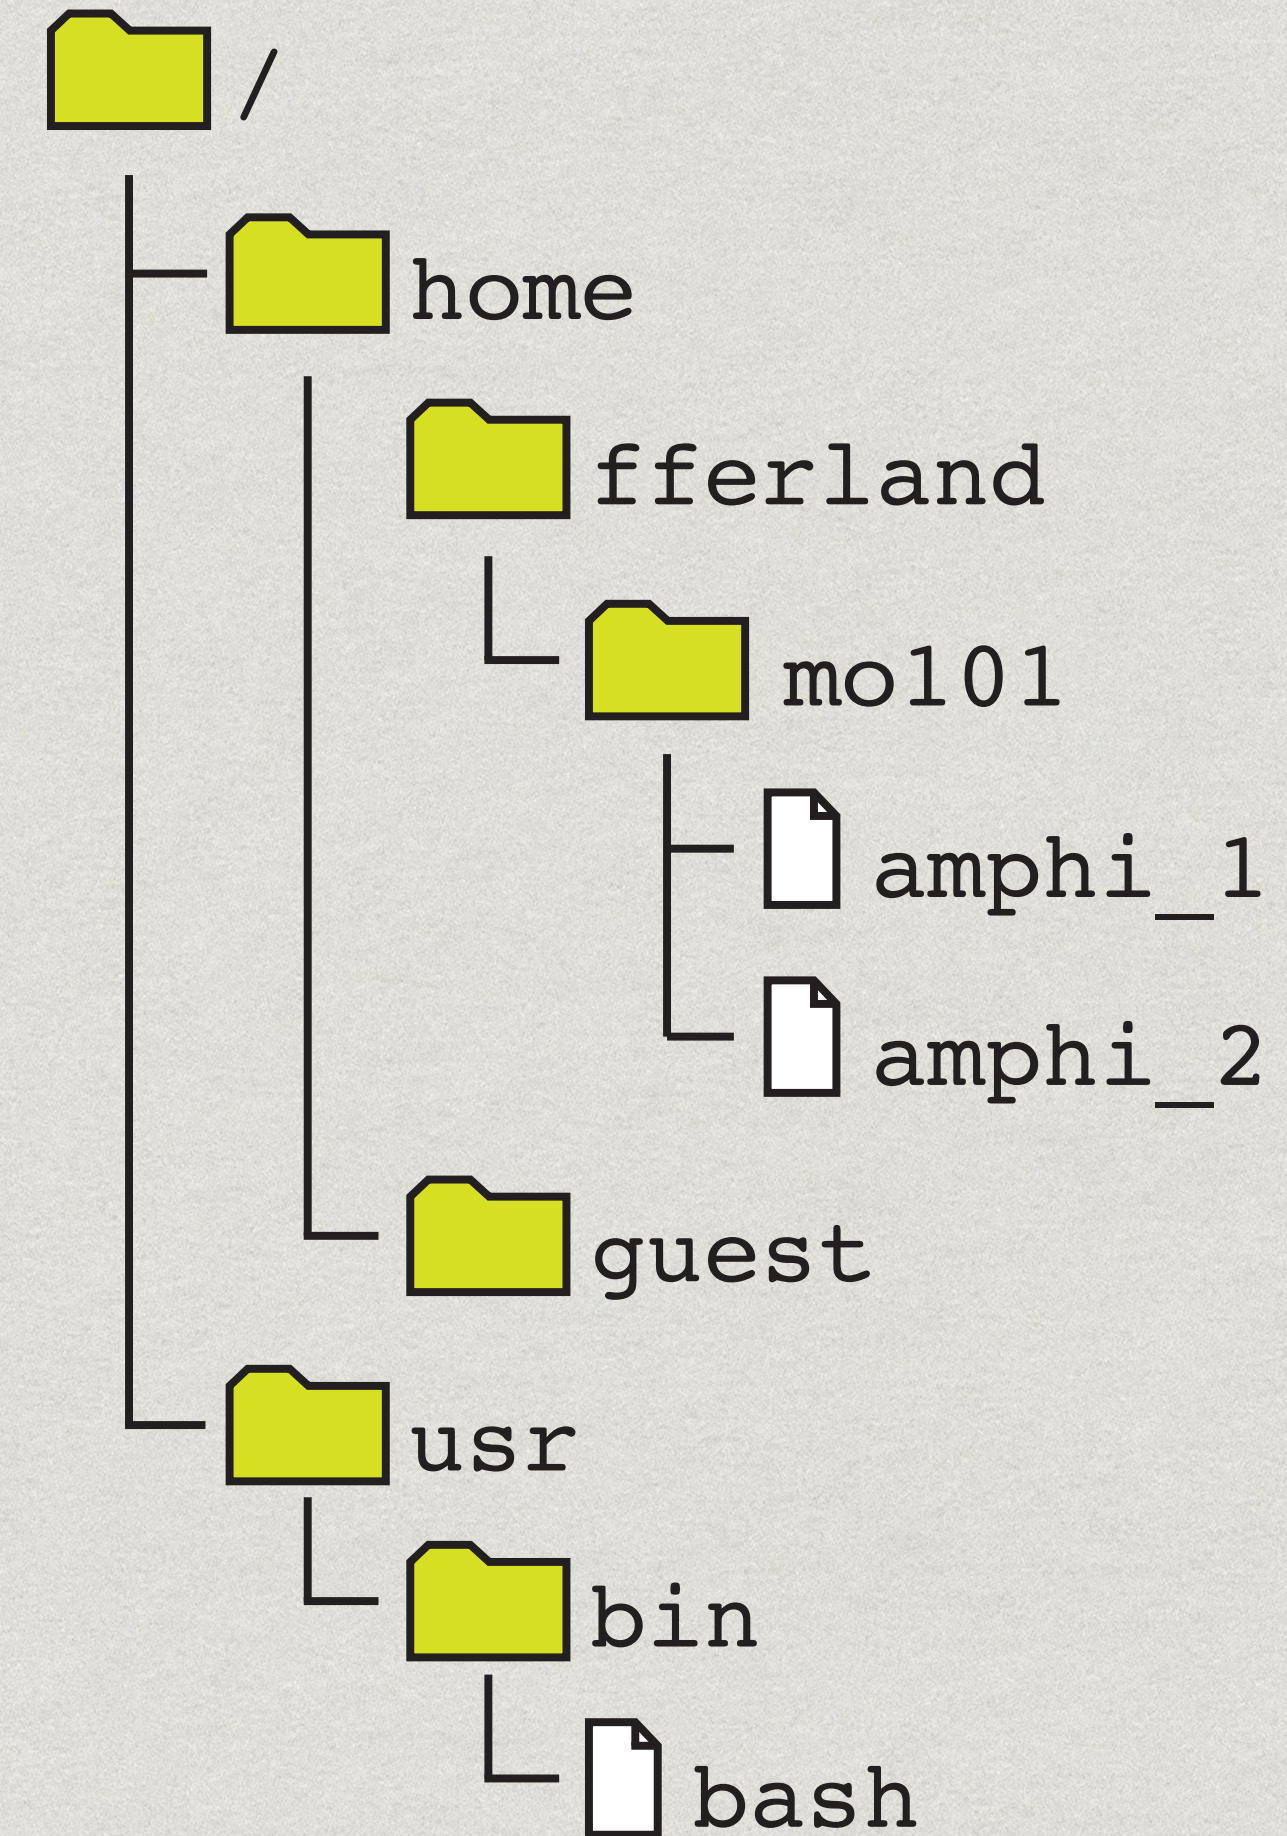 /
home
fferland
mo101
amphi_1
amphi_2
guest
usr
bin
bash